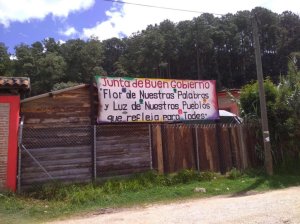 Junta de Buen Gobierno
"Flor de Nuestras Palabras
y Luz de Nuestros Pueblos
que refleja para Todos"